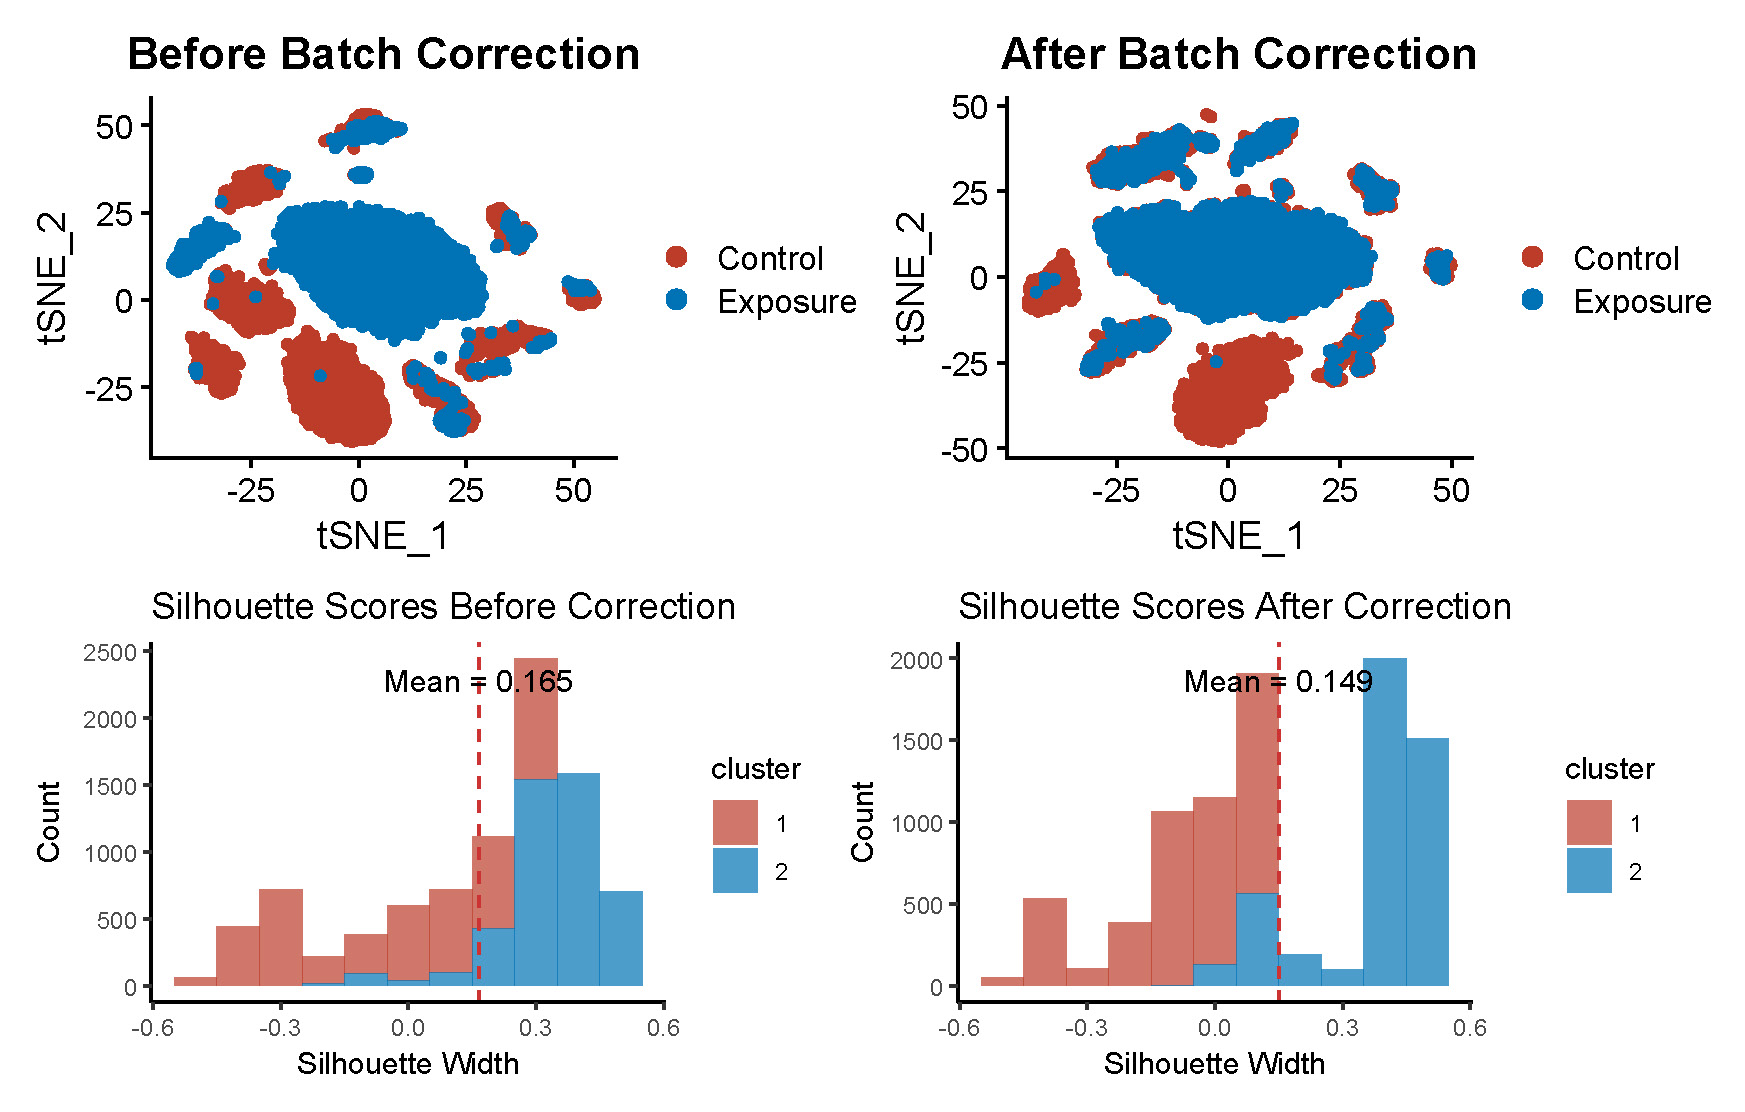 Before Batch Correction
50
25
0
-25
tSNE_2
-25 0 25 50
tSNE_1
Control
Exposure
After Batch Correction
50
25
0
-25
-50
tSNE_2
-25 0 25 50
tSNE_1
Control
Exposure
Silhouette Scores Before Correction
Mean = 0.165
2500
2000
1500
1000
500
0
Count
-0.6 -0.3 0.0 0.3 0.6
Silhouette Width
cluster
1
2
Silhouette Scores After Correction
Mean = 0.149
2000
1500
1000
500
0
Count
-0.6 -0.3 0.0 0.3 0.6
Silhouette Width
cluster
1
2